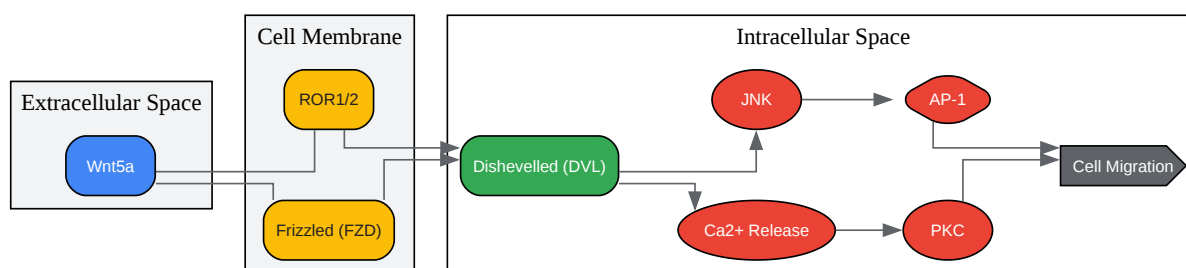 Extracellular Space
Wnt5a
Cell Membrane
ROR1/2
Frizzled (FZD)
Intracellular Space
Dishevelled (DVL)
JNK
AP-1
Ca2+ Release
PKC
Cell Migration